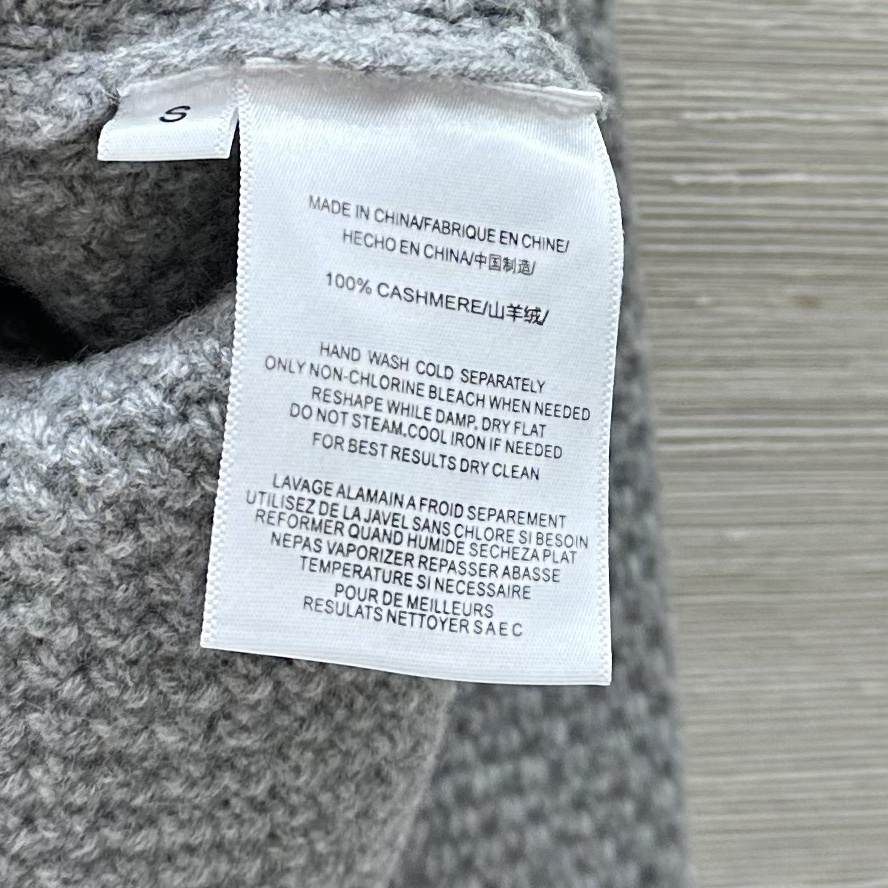 S
MADE IN CHINA/FABRIQUE EN CHINE/
HECHO EN CHINA/中国制造/
100% CASHMERE/山羊绒/
HAND WASH COLD SEPARATELY
ONLY NON-CHLORINE BLEACH WHEN NEEDED
RESHAPE WHILE DAMP, DRY FLAT
DO NOT STEAM.COOL IRON IF NEEDED
FOR BEST RESULTS DRY CLEAN
LAVAGE ALAMAIN A FROID SEPAREMENT
UTILISEZ DE LA JAVEL SANS CHLORE SI BESOIN
REFORMER QUAND HUMIDE SECHEZA PLAT
NEPAS VAPORIZER REPASSER ABASSE
TEMPERATURE SI NECESSAIRE
POUR DE MEILLEURS
RESULATS NETTOYER S A E C